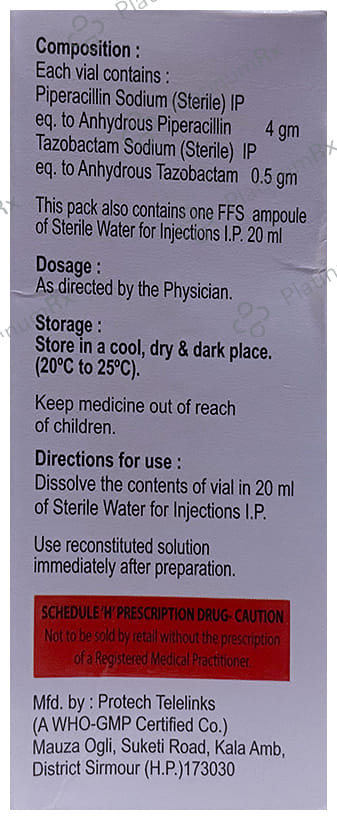 Composition :
Each vial contains :
Piperacillin Sodium (Sterile) IP
eq. to Anhydrous Piperacillin 4 gm
Tazobactam Sodium (Sterile) IP
eq. to Anhydrous Tazobactam 0.5 gm
This pack also contains one FFS ampoule
of Sterile Water for Injections I.P. 20 ml
Dosage :
As directed by the Physician.
Storage :
Store in a cool, dry & dark place.
(20ºC to 25ºC).
Keep medicine out of reach
of children.
Directions for use :
Dissolve the contents of vial in 20 ml
of Sterile Water for Injections I.P.
Use reconstituted solution
immediately after preparation.
SCHEDULE 'H' PRESCRIPTION DRUG- CAUTION
Not to be sold by retail without the prescription
of a Registered Medical Practitioner.
Mfd. by : Protech Telelinks
(A WHO-GMP Certified Co.)
Mauza Ogli, Suketi Road, Kala Amb,
District Sirmour (H.P.)173030